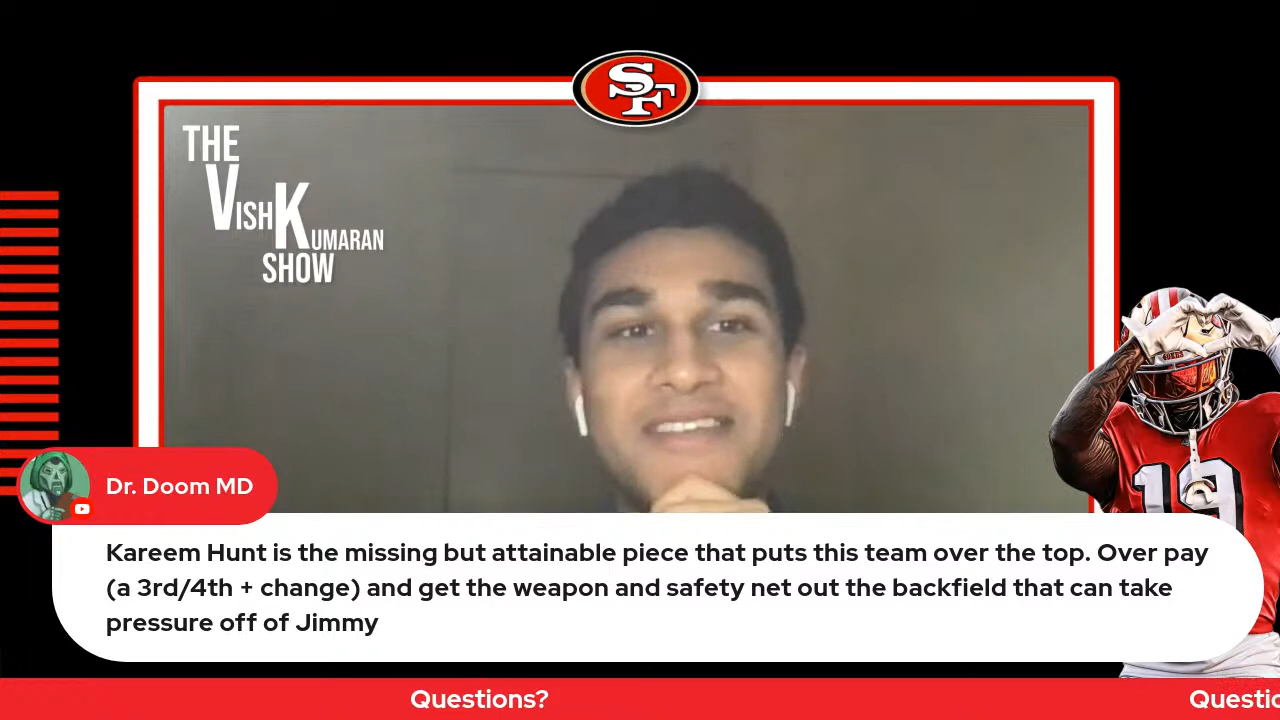 SF
THE
VISH KUMARAN
SHOW
49ERS
19
Dr. Doom MD
Kareem Hunt is the missing but attainable piece that puts this team over the top. Over pay
(a 3rd/4th + change) and get the weapon and safety net out the backfield that can take
pressure off of Jimmy
Questions? Questio